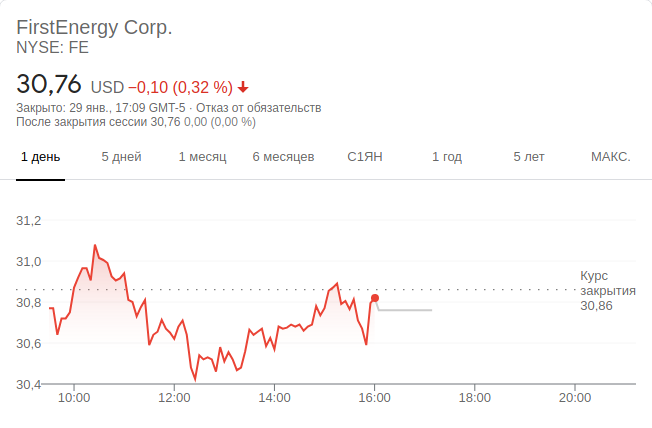 FirstEnergy Corp.
NYSE: FE
30,76 USD −0,10 (0,32 %)
Закрыто: 29 янв., 17:09 GMT-5 · Отказ от обязательств
После закрытия сессии 30,76 0,00 (0,00 %)
1 день 5 дней 1 месяц 6 месяцев С1ЯН 1 год 5 лет МАКС.
31,2
31,0
Курс
закрытия
30,86
30,8
30,6
30,4
10:00 12:00 14:00 16:00 18:00 20:00